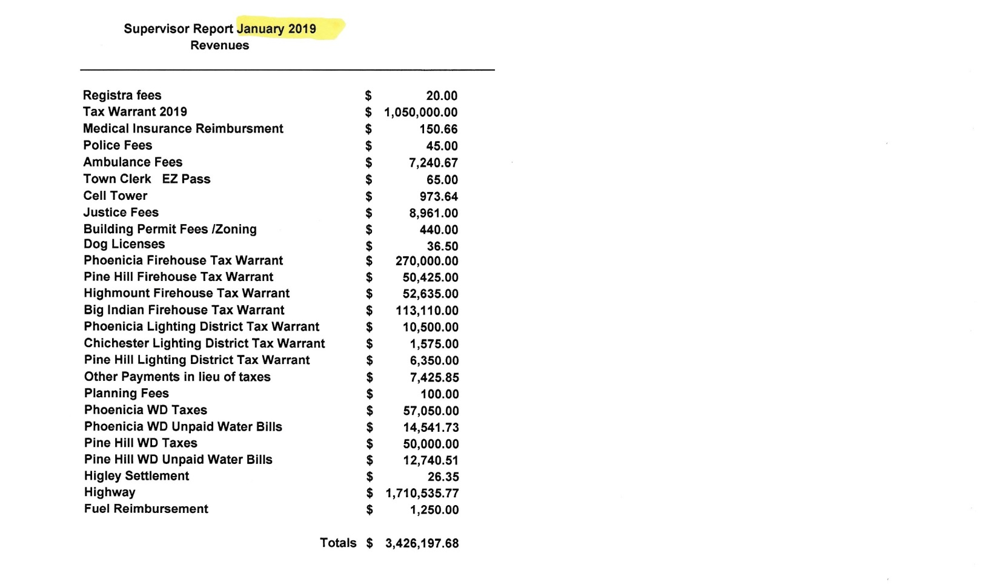 Supervisor Report January 2019
Revenues
Registra fees $ 20.00
Tax Warrant 2019 $ 1,050,000.00
Medical Insurance Reimbursment $ 150.66
Police Fees $ 45.00
Ambulance Fees $ 7,240.67
Town Clerk EZ Pass $ 65.00
Cell Tower $ 973.64
Justice Fees $ 8,961.00
Building Permit Fees /Zoning $ 440.00
Dog Licenses $ 36.50
Phoenicia Firehouse Tax Warrant $ 270,000.00
Pine Hill Firehouse Tax Warrant $ 50,425.00
Highmount Firehouse Tax Warrant $ 52,635.00
Big Indian Firehouse Tax Warrant $ 113,110.00
Phoenicia Lighting District Tax Warrant $ 10,500.00
Chichester Lighting District Tax Warrant $ 1,575.00
Pine Hill Lighting District Tax Warrant $ 6,350.00
Other Payments in lieu of taxes $ 7,425.85
Planning Fees $ 100.00
Phoenicia WD Taxes $ 57,050.00
Phoenicia WD Unpaid Water Bills $ 14,541.73
Pine Hill WD Taxes $ 50,000.00
Pine Hill WD Unpaid Water Bills $ 12,740.51
Higley Settlement $ 26.35
Highway $ 1,710,535.77
Fuel Reimbursement $ 1,250.00
Totals $ 3,426,197.68